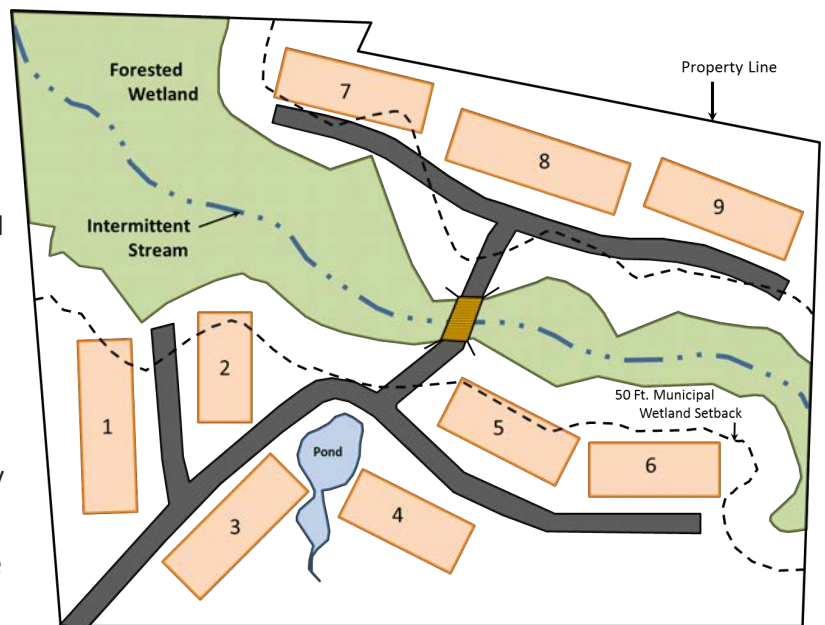 Forested
Wetland
Property Line
7
8
9
Intermittent
Stream
1
2
50 Ft. Municipal
Wetland Setback
5
6
Pond
3
4